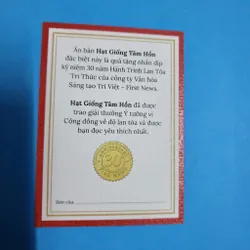 Ấn bản Hạt Giống Tâm Hồn
đặc biệt này là quà tặng nhân dịp
kỷ niệm 30 năm Hành Trình Lan Tỏa
Tri Thức của công ty Văn hóa
Sáng tạo Trí Việt - First News.
Hạt Giống Tâm Hồn đã được
trao giải thưởng Ý tưởng vì
Cộng đồng về độ lan tỏa và được
bạn đọc yêu thích nhất.
30